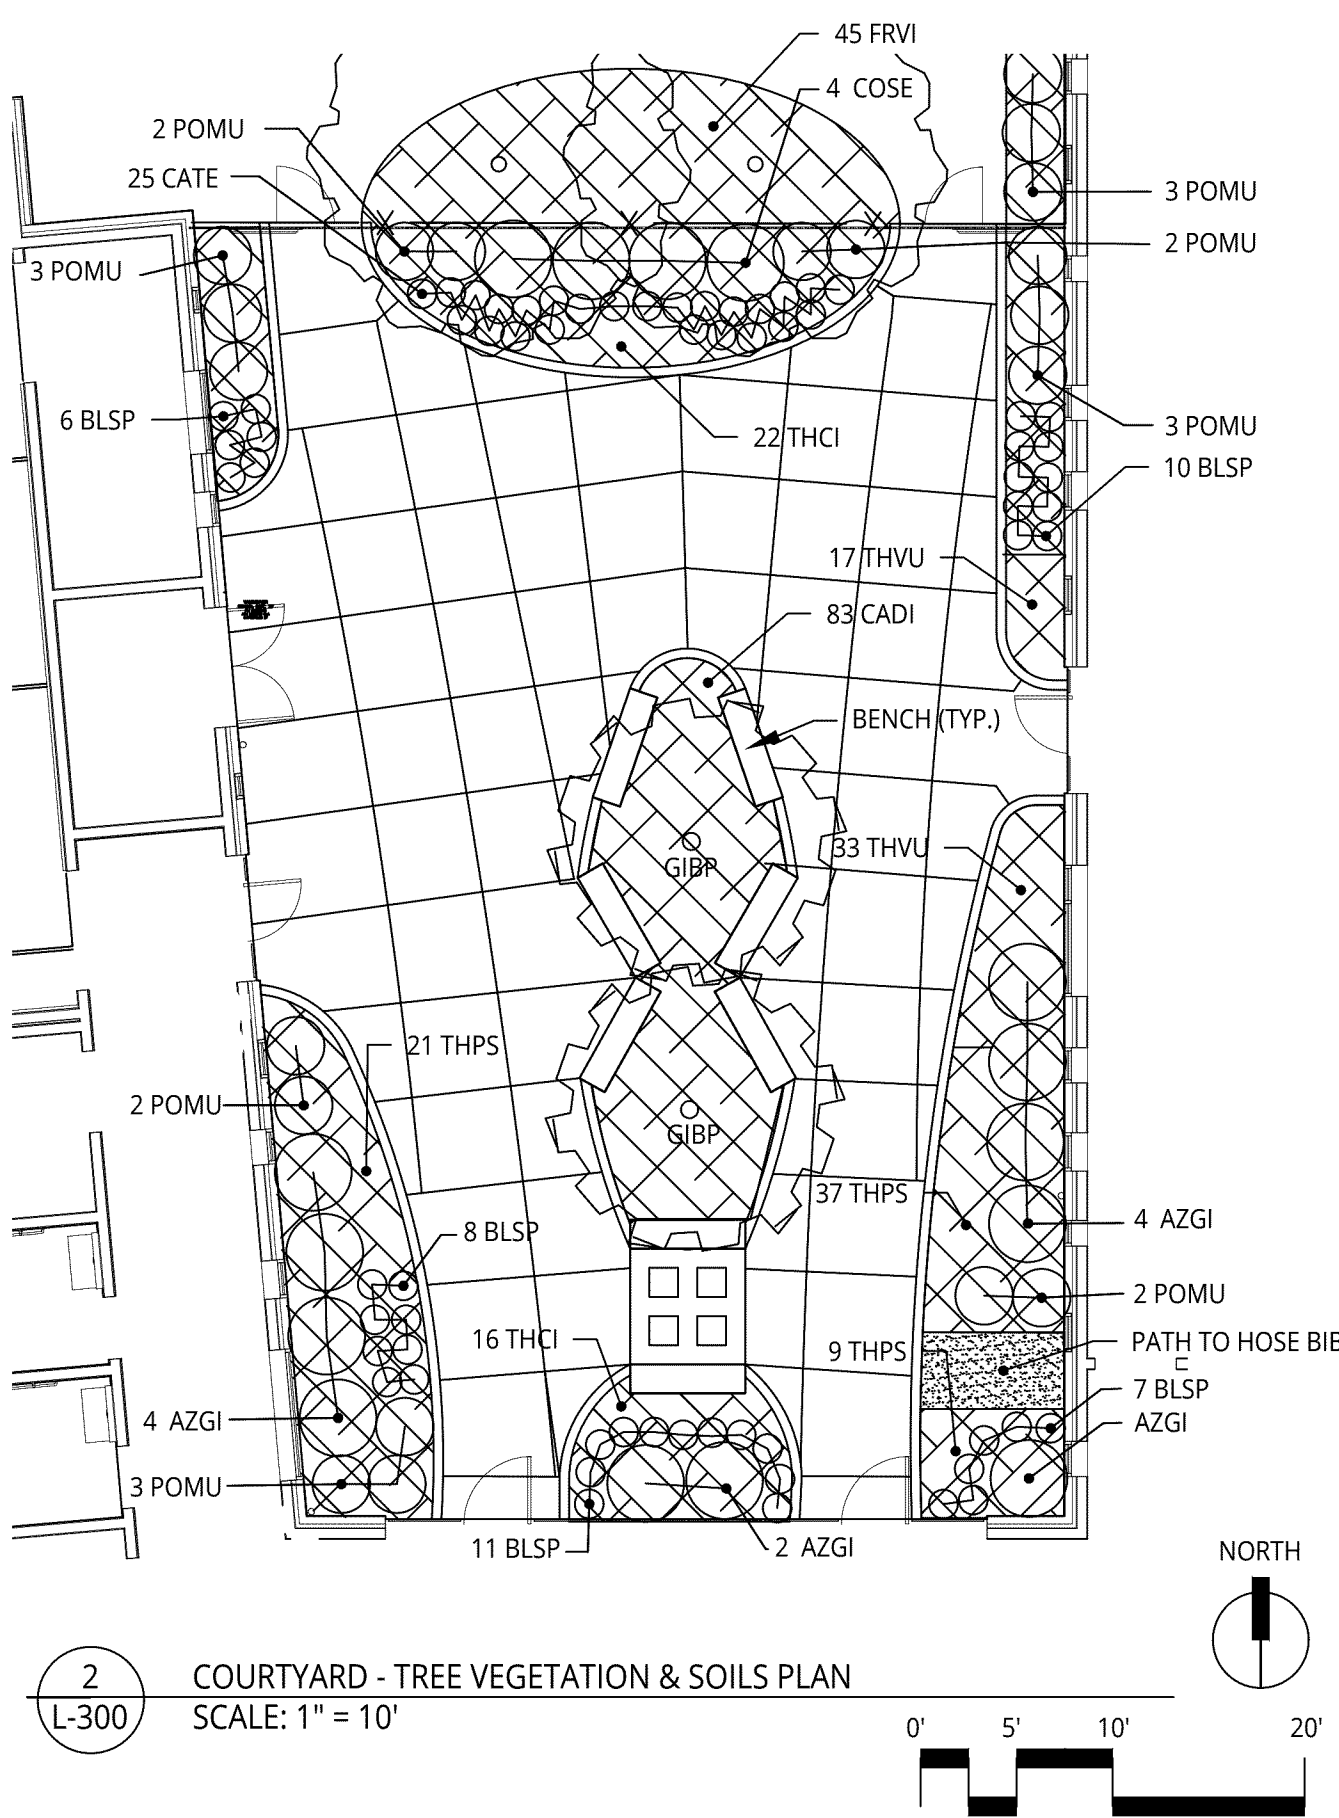 45 FRVI
4 COSE
2 POMU
25 CATE
3 POMU
3 POMU
2 POMU
6 BLSP
22 THCI
3 POMU
10 BLSP
17 THVU
83 CADI
BENCH (TYP.)
33 THVU
GIBP
21 THPS
2 POMU
GIBP
37 THPS
4 AZGI
8 BLSP
2 POMU
16 THCI
9 THPS
PATH TO HOSE BIB
7 BLSP
4 AZGI
AZGI
3 POMU
11 BLSP
2 AZGI
NORTH
2
L-300
COURTYARD - TREE VEGETATION & SOILS PLAN
SCALE: 1" = 10'
0' 5' 10' 20'